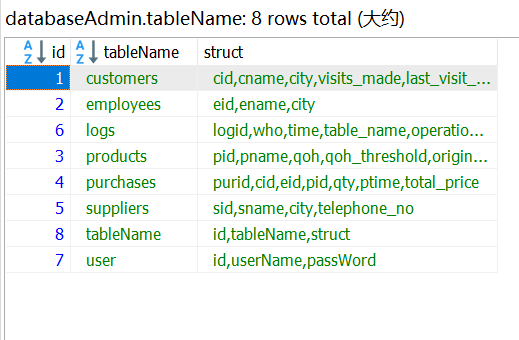 databaseAdmin.tableName: 8 rows total (大约)
id tableName struct
1 customers cid,cname,city,visits_made,last_visit_...
2 employees eid,ename,city
6 logs logid,who,time,table_name,operatio...
3 products pid,pname,qoh,qoh_threshold,origin...
4 purchases purid,cid,eid,pid,qty,ptime,total_price
5 suppliers sid,sname,city,telephone_no
8 tableName id,tableName,struct
7 user id,userName,passWord